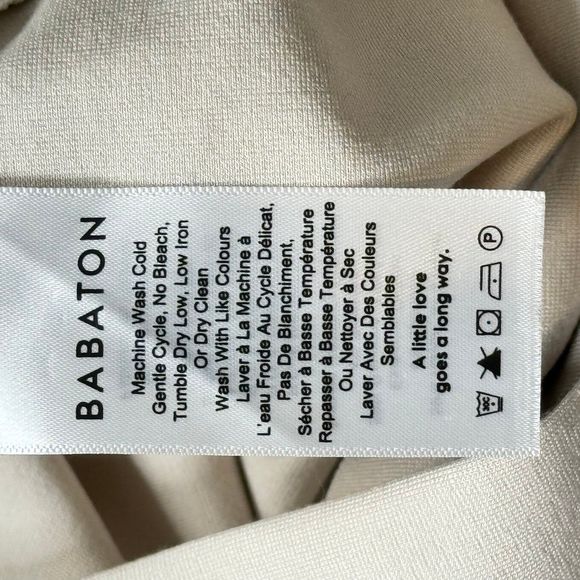 BABATON
Machine Wash Cold
Gentle Cycle, No Bleach,
Tumble Dry Low, Low Iron
Or Dry Clean
Wash With Like Colours
Laver à La Machine à
L'eau Froide Au Cycle Délicat,
Pas De Blanchiment,
Sécher à Basse Température
Repasser à Basse Température
Ou Nettoyer à Sec
Laver Avec Des Couleurs
Semblables
A little love
goes a long way.
30C P